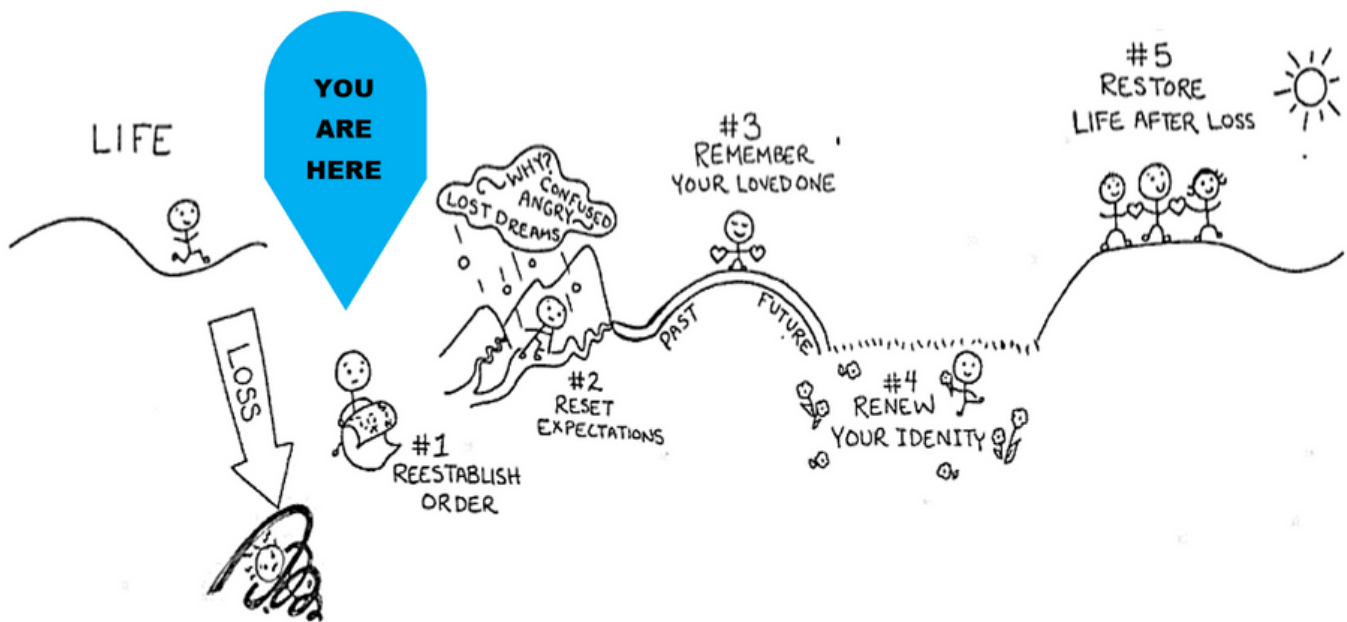 LIFE
YOU
ARE
HERE
LOSS
#1
REESTABLISH
ORDER
WHY?
CONFUSED
ANGRY
LOST DREAMS
#2
RESET
EXPECTATIONS
#3
REMEMBER
YOUR LOVED ONE
PAST
FUTURE
#4
RENEW
YOUR IDENITY
#5
RESTORE
LIFE AFTER LOSS